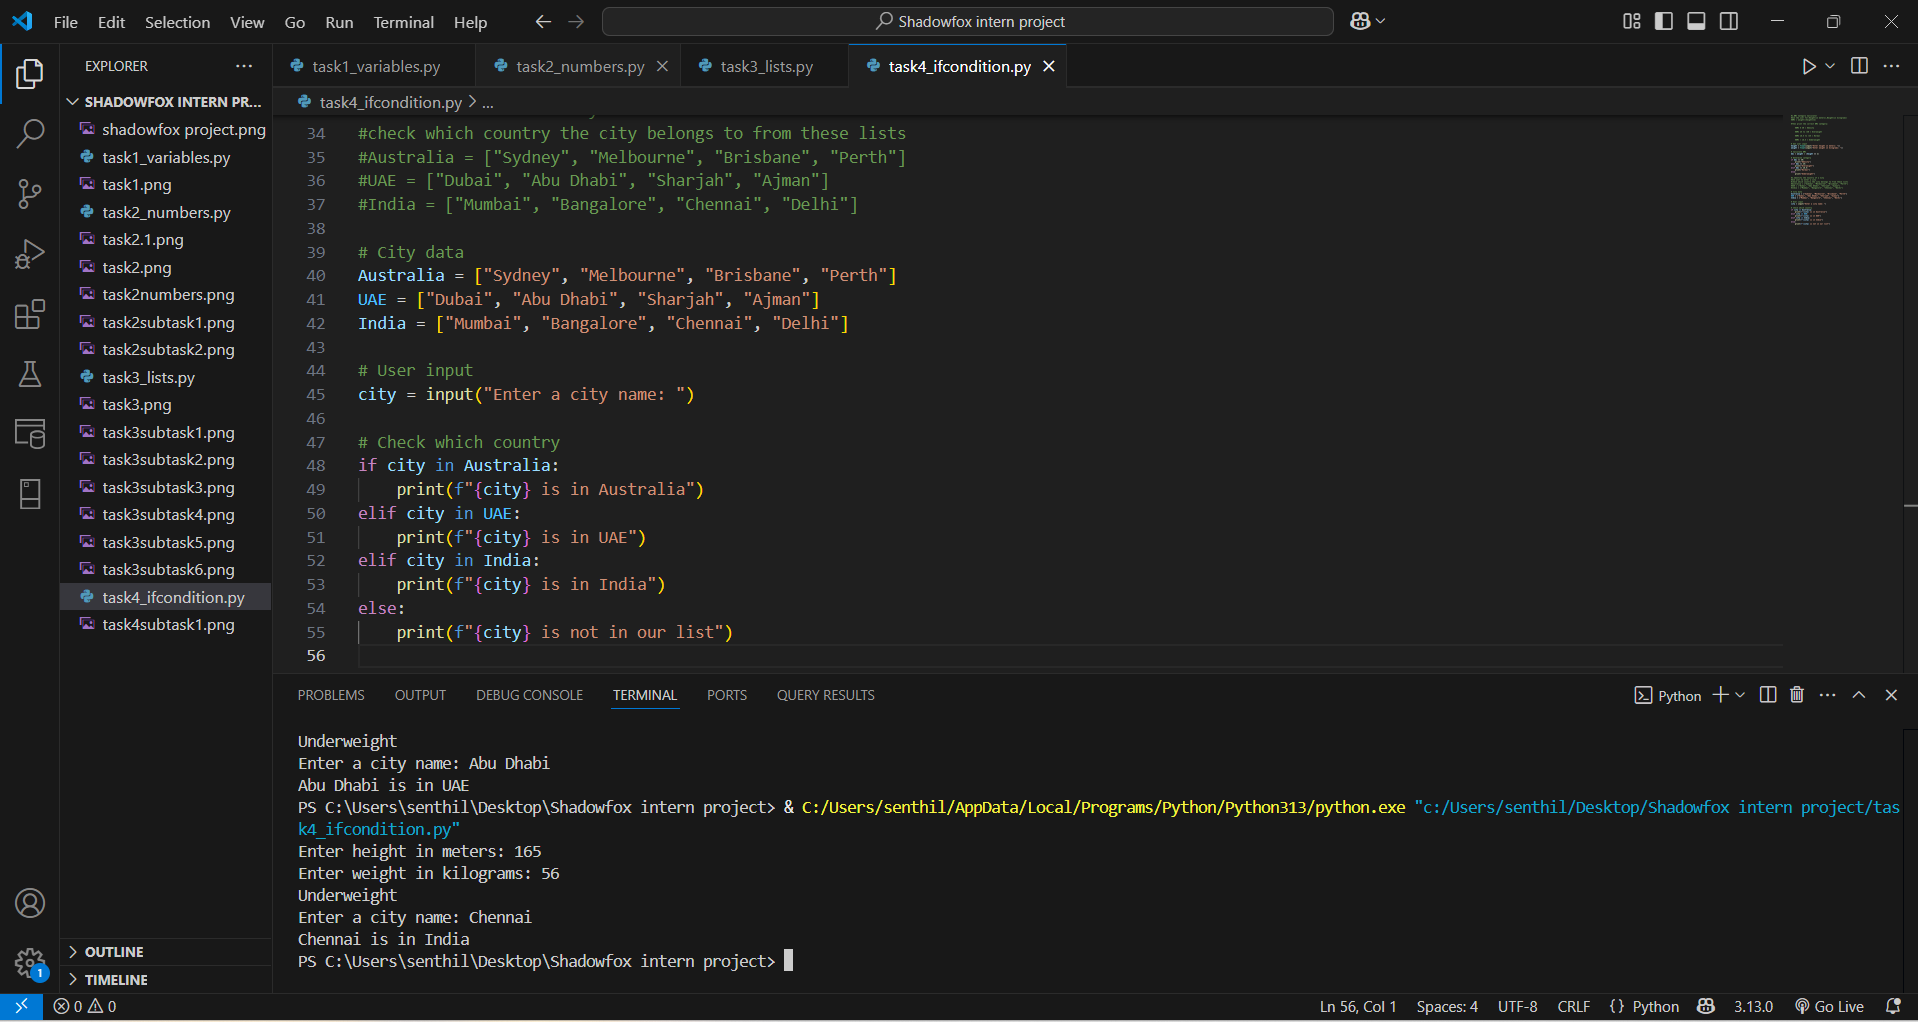 File Edit Selection View Go Run Terminal Help
Shadowfox intern project
EXPLORER
SHADOWFOX INTERN PR...
shadowfox project.png
task1_variables.py
task1.png
task2_numbers.py
task2.1.png
task2.png
task2numbers.png
task2subtask1.png
task2subtask2.png
task3_lists.py
task3.png
task3subtask1.png
task3subtask2.png
task3subtask3.png
task3subtask4.png
task3subtask5.png
task3subtask6.png
task4_ifcondition.py
task4subtask1.png
OUTLINE
TIMELINE
1
task1_variables.py task2_numbers.py task3_lists.py task4_ifcondition.py
task4_ifcondition.py > ...
34 #check which country the city belongs to from these lists
35 #Australia = ["Sydney", "Melbourne", "Brisbane", "Perth"]
36 #UAE = ["Dubai", "Abu Dhabi", "Sharjah", "Ajman"]
37 #India = ["Mumbai", "Bangalore", "Chennai", "Delhi"]
38
39 # City data
40 Australia = ["Sydney", "Melbourne", "Brisbane", "Perth"]
41 UAE = ["Dubai", "Abu Dhabi", "Sharjah", "Ajman"]
42 India = ["Mumbai", "Bangalore", "Chennai", "Delhi"]
43
44 # User input
45 city = input("Enter a city name: ")
46
47 # Check which country
48 if city in Australia:
49     print(f"{city} is in Australia")
50 elif city in UAE:
51     print(f"{city} is in UAE")
52 elif city in India:
53     print(f"{city} is in India")
54 else:
55     print(f"{city} is not in our list")
56
PROBLEMS OUTPUT DEBUG CONSOLE TERMINAL PORTS QUERY RESULTS
Python
Underweight
Enter a city name: Abu Dhabi
Abu Dhabi is in UAE
PS C:\Users\senthil\Desktop\Shadowfox intern project> & C:/Users/senthil/AppData/Local/Programs/Python/Python313/python.exe "c:/Users/senthil/Desktop/Shadowfox intern project/tas
k4_ifcondition.py"
Enter height in meters: 165
Enter weight in kilograms: 56
Underweight
Enter a city name: Chennai
Chennai is in India
PS C:\Users\senthil\Desktop\Shadowfox intern project>
0 0 Ln 56, Col 1 Spaces: 4 UTF-8 CRLF {} Python 3.13.0 Go Live